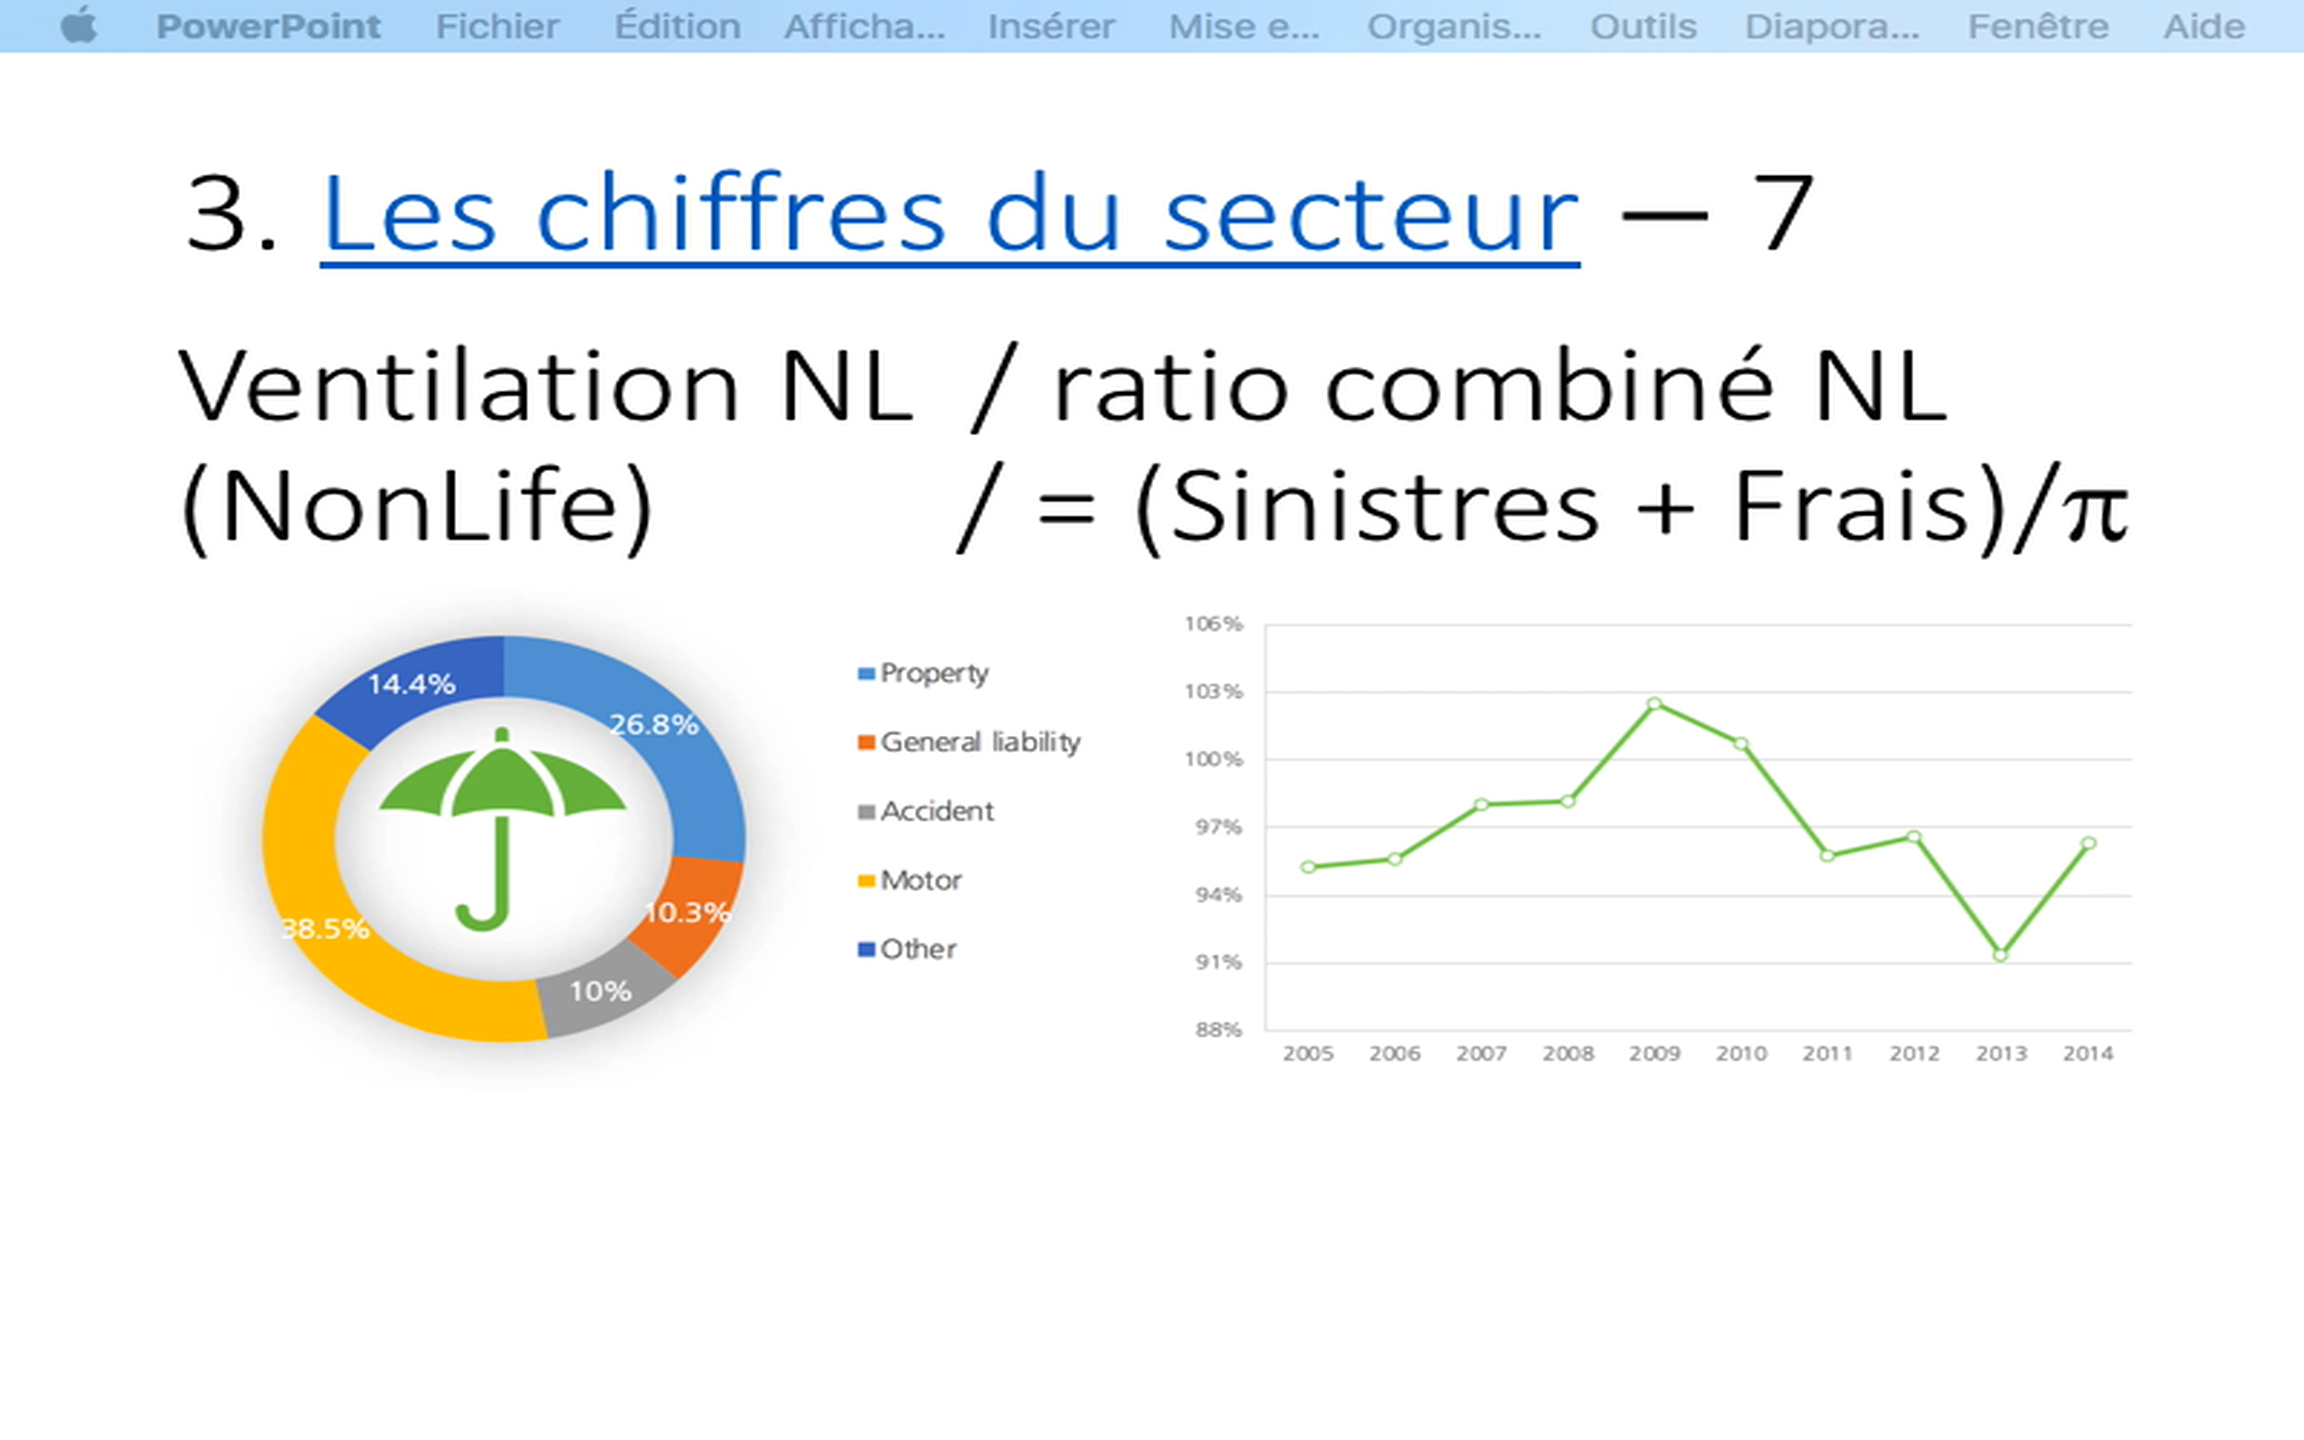 PowerPoint Fichier Édition Afficha... Insérer Mise e... Organis... Outils Diapora... Fenêtre Aide
3. Les chiffres du secteur – 7
Ventilation NL / ratio combiné NL
(NonLife) / = (Sinistres + Frais)/π
14.4%
26.8%
38.5%
10.3%
10%
Property
General liability
Accident
Motor
Other
106%
103%
100%
97%
94%
91%
88%
2005 2006 2007 2008 2009 2010 2011 2012 2013 2014